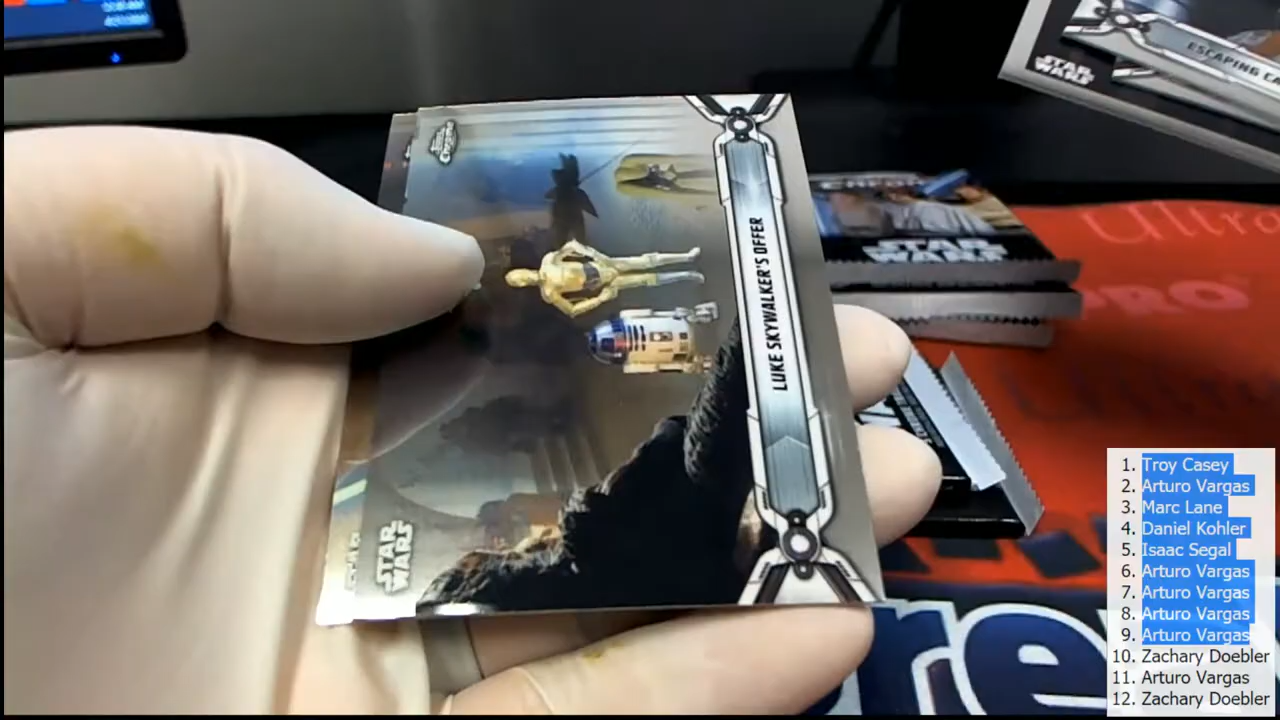 ESCAPING
STAR
WARS
Chrome
LUKE SKYWALKER'S OFFER
STAR
WARS
STAR
WARS
Ultra
PRO
re
1. Troy Casey
2. Arturo Vargas
3. Marc Lane
4. Daniel Kohler
5. Isaac Segal
6. Arturo Vargas
7. Arturo Vargas
8. Arturo Vargas
9. Arturo Vargas
10. Zachary Doebler
11. Arturo Vargas
12. Zachary Doebler